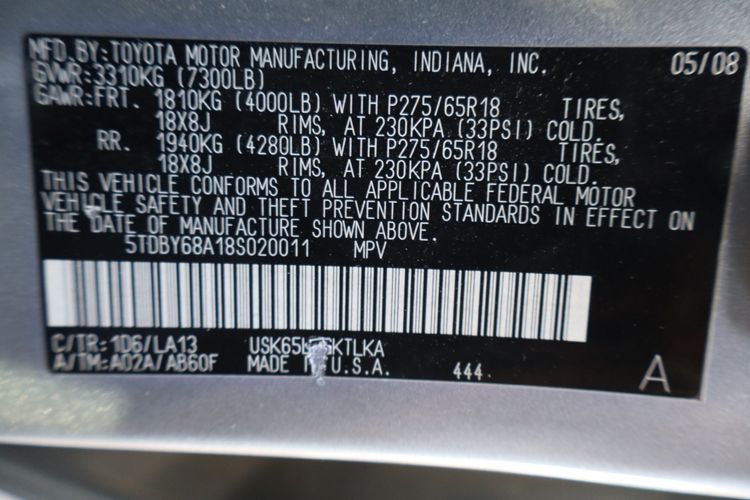 MFD.BY:TOYOTA MOTOR MANUFACTURING, INDIANA, INC. 05/08
GVWR:3310KG (7300LB)
GAWR:FRT. 1810KG (4000LB) WITH P275/65R18 TIRES,
18X8J RIMS, AT 230KPA (33PSI) COLD.
RR. 1940KG (4280LB) WITH P275/65R18 TIRES,
18X8J RIMS, AT 230KPA (33PSI) COLD.
THIS VEHICLE CONFORMS TO ALL APPLICABLE FEDERAL MOTOR
VEHICLE SAFETY AND THEFT PREVENTION STANDARDS IN EFFECT ON
THE DATE OF MANUFACTURE SHOWN ABOVE.
5TDBY68A18S020011 MPV
C/TR:1D6/LA13
A/TM:A02A/AB60F MADE U.S.A. 444
A